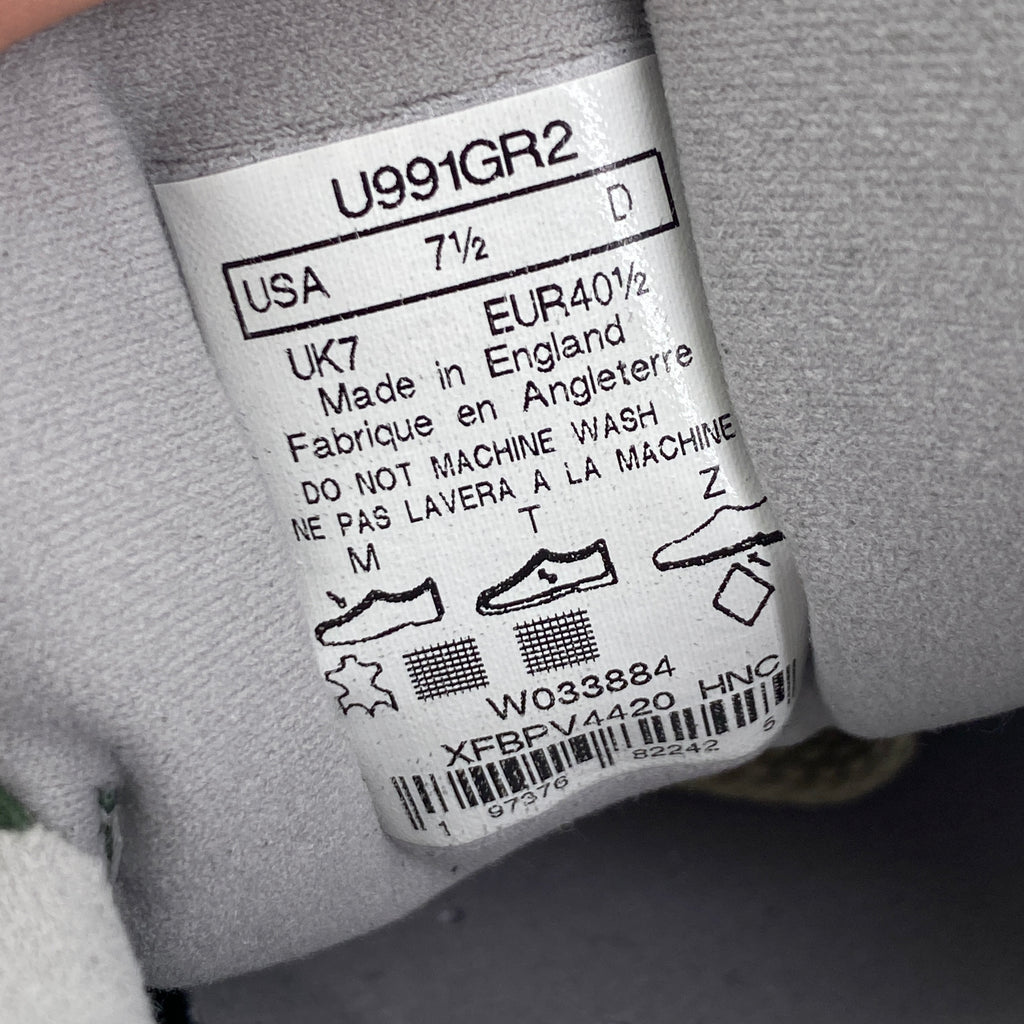 U991GR2
USA 7½ D
UK7 EUR40½
Made in England
Fabrique en Angleterre
DO NOT MACHINE WASH
NE PAS LAVERA A LA MACHINE
M T Z
W033884
XFBPV4420 HNC
1 97376 82242 5